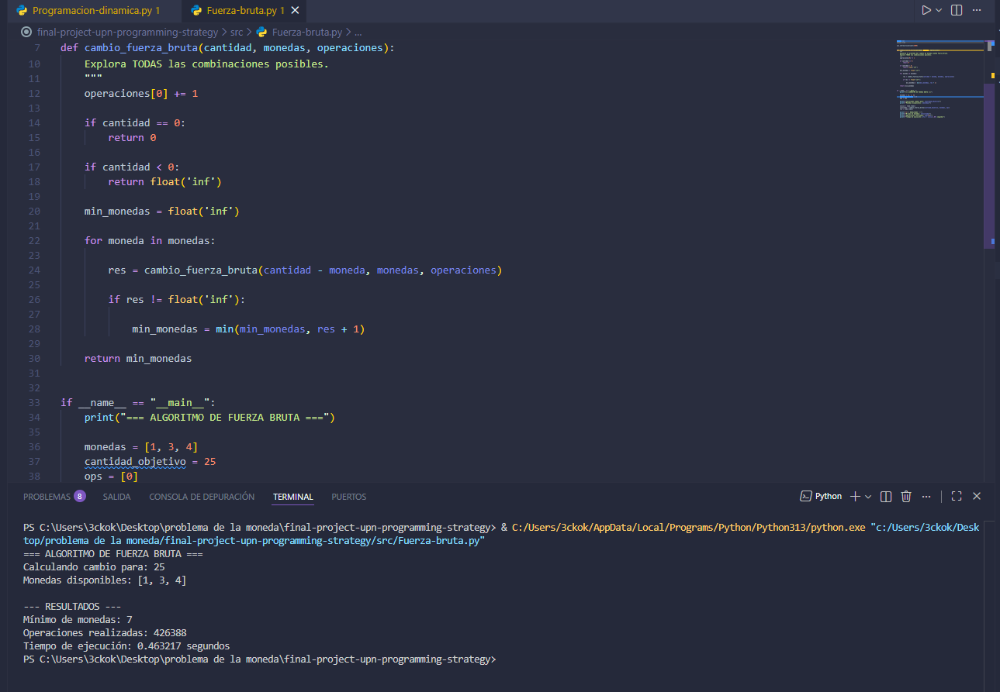 Programacion-dinamica.py 1
Fuerza-bruta.py 1
final-project-upn-programming-strategy > src > Fuerza-bruta.py > ...
7 def cambio_fuerza_bruta(cantidad, monedas, operaciones):
10 Explora TODAS las combinaciones posibles.
11 """
12 operaciones[0] += 1
13
14 if cantidad == 0:
15 return 0
16
17 if cantidad < 0:
18 return float('inf')
19
20 min_monedas = float('inf')
21
22 for moneda in monedas:
23
24 res = cambio_fuerza_bruta(cantidad - moneda, monedas, operaciones)
25
26 if res != float('inf'):
27
28 min_monedas = min(min_monedas, res + 1)
29
30 return min_monedas
31
32
33 if __name__ == "__main__":
34 print("=== ALGORITMO DE FUERZA BRUTA ===")
35
36 monedas = [1, 3, 4]
37 cantidad_objetivo = 25
38 ops = [0]
PROBLEMAS 8 SALIDA CONSOLA DE DEPURACIÓN TERMINAL PUERTOS
Python
PS C:\Users\3ckok\Desktop\problema de la moneda\final-project-upn-programming-strategy> & C:/Users/3ckok/AppData/Local/Programs/Python/Python313/python.exe "c:/Users/3ckok/Desk
top/problema de la moneda/final-project-upn-programming-strategy/src/Fuerza-bruta.py"
=== ALGORITMO DE FUERZA BRUTA ===
Calculando cambio para: 25
Monedas disponibles: [1, 3, 4]
--- RESULTADOS ---
Mínimo de monedas: 7
Operaciones realizadas: 426388
Tiempo de ejecución: 0.463217 segundos
PS C:\Users\3ckok\Desktop\problema de la moneda\final-project-upn-programming-strategy>